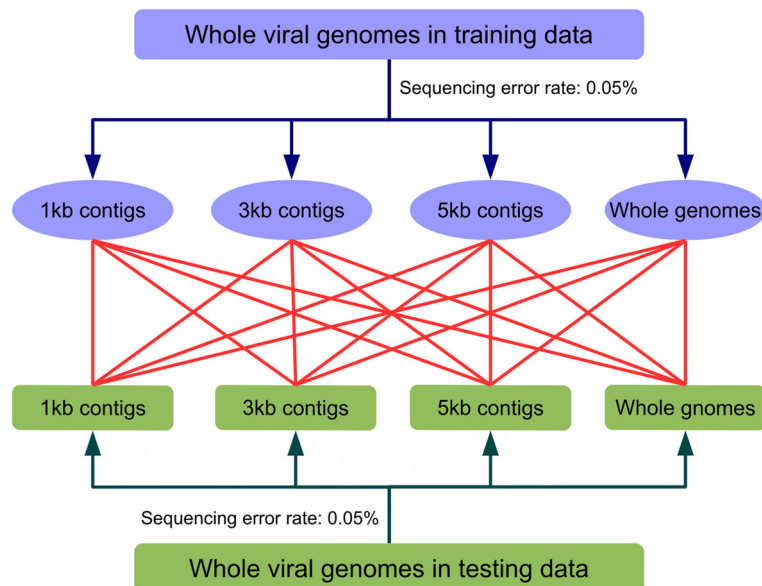 Whole viral genomes in training data
Sequencing error rate: 0.05%
1kb contigs
3kb contigs
5kb contigs
Whole genomes
1kb contigs
3kb contigs
5kb contigs
Whole gnomes
Sequencing error rate: 0.05%
Whole viral genomes in testing data